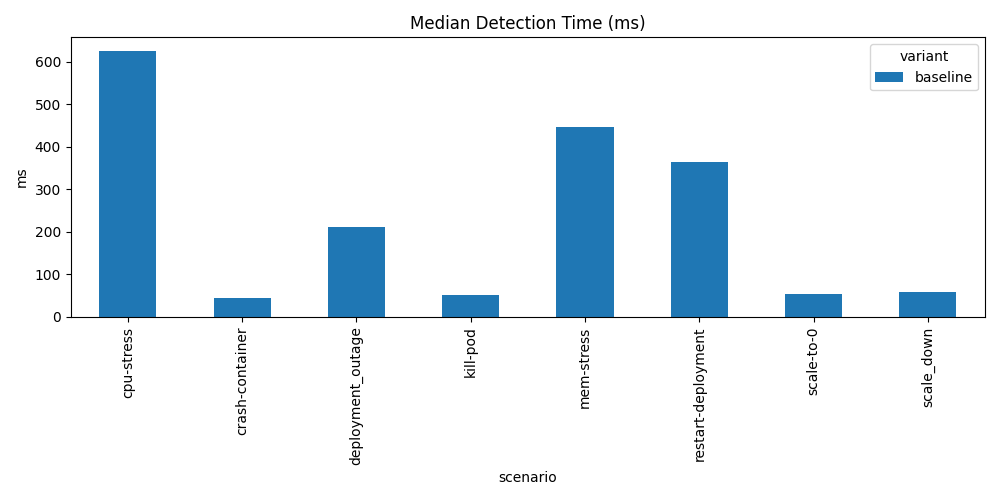 Median Detection Time (ms)
variant
baseline
600
500
400
300
200
100
0
ms
cpu-stress
crash-container
deployment_outage
kill-pod
mem-stress
restart-deployment
scale-to-0
scale_down
scenario